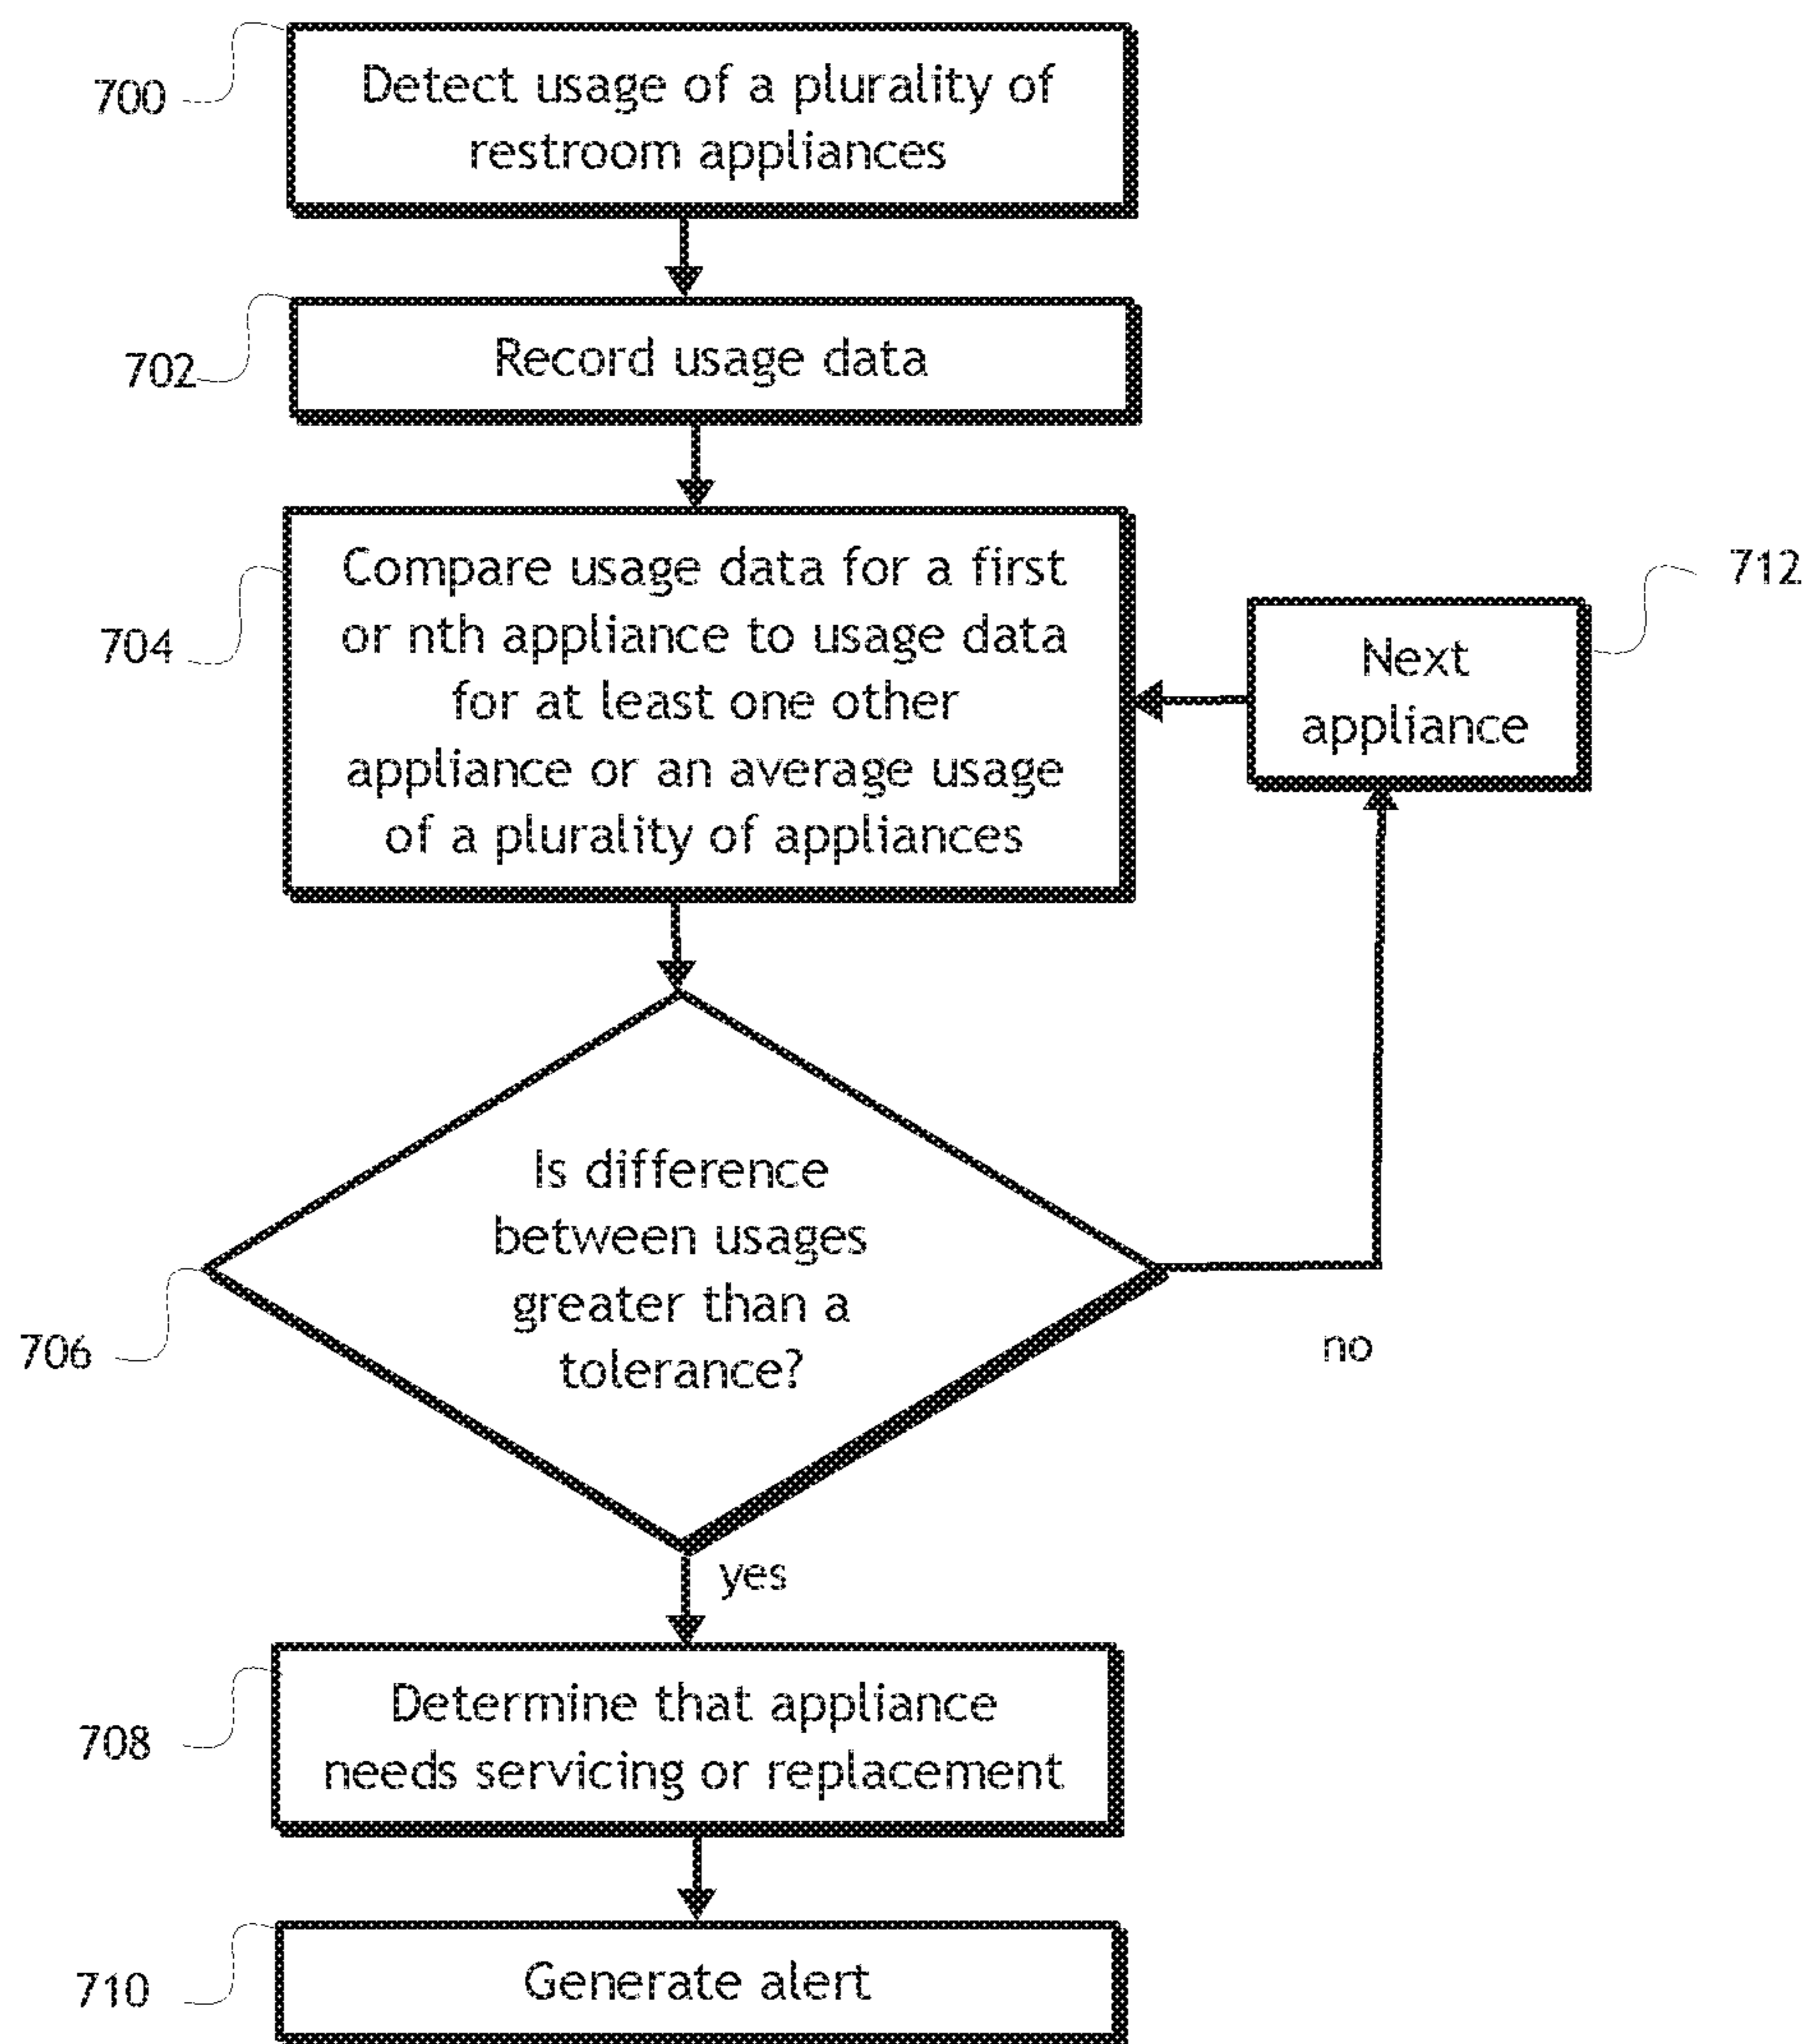 700
Detect usage of a plurality of
restroom appliances
702
Record usage data
704
Compare usage data for a first
or nth appliance to usage data
for at least one other
appliance or an average usage
of a plurality of appliances
712
Next
appliance
706
Is difference
between usages
greater than a
tolerance?
no
yes
708
Determine that appliance
needs servicing or replacement
710
Generate alert